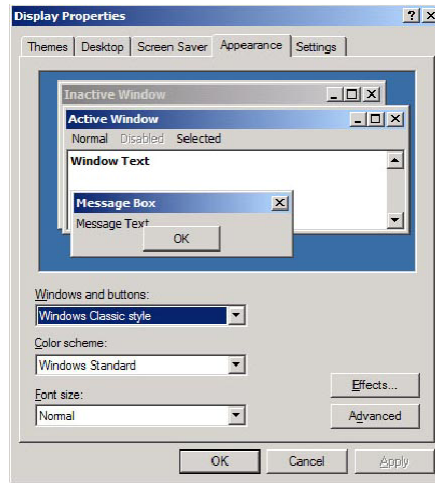 Display Properties
Themes Desktop Screen Saver Appearance Settings
Inactive Window
Active Window
Normal Disabled Selected
Window Text
Message Box
Message Text
OK
Windows and buttons:
Windows Classic style
Color scheme:
Windows Standard
Effects...
Font size:
Normal
Advanced
OK Cancel Apply